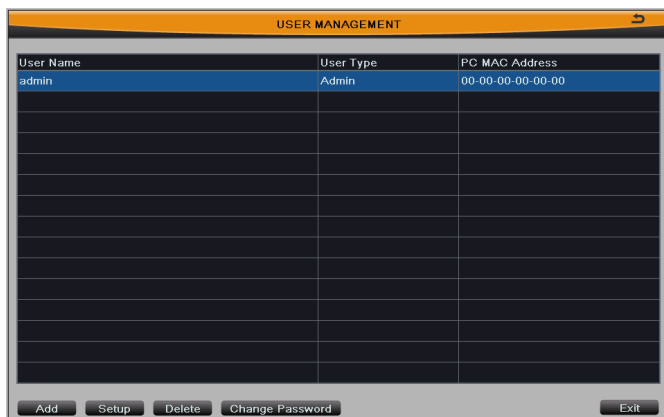 USER MANAGEMENT
User Name User Type PC MAC Address
admin Admin 00-00-00-00-00-00
Add Setup Delete Change Password Exit